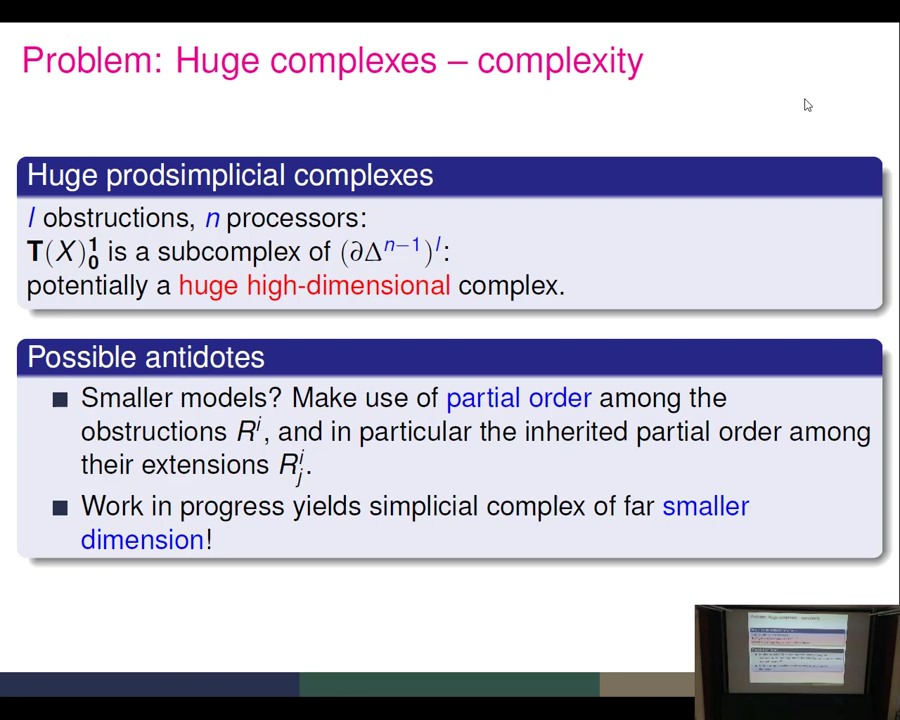 Problem: Huge complexes – complexity
Huge prodsimplicial complexes
l obstructions, n processors:
T(X)₀¹ is a subcomplex of (∂Δⁿ⁻¹)ˡ:
potentially a huge high-dimensional complex.
Possible antidotes
Smaller models? Make use of partial order among the
obstructions Rⁱ, and in particular the inherited partial order among
their extensions Rⁱⱼ.
Work in progress yields simplicial complex of far smaller
dimension!